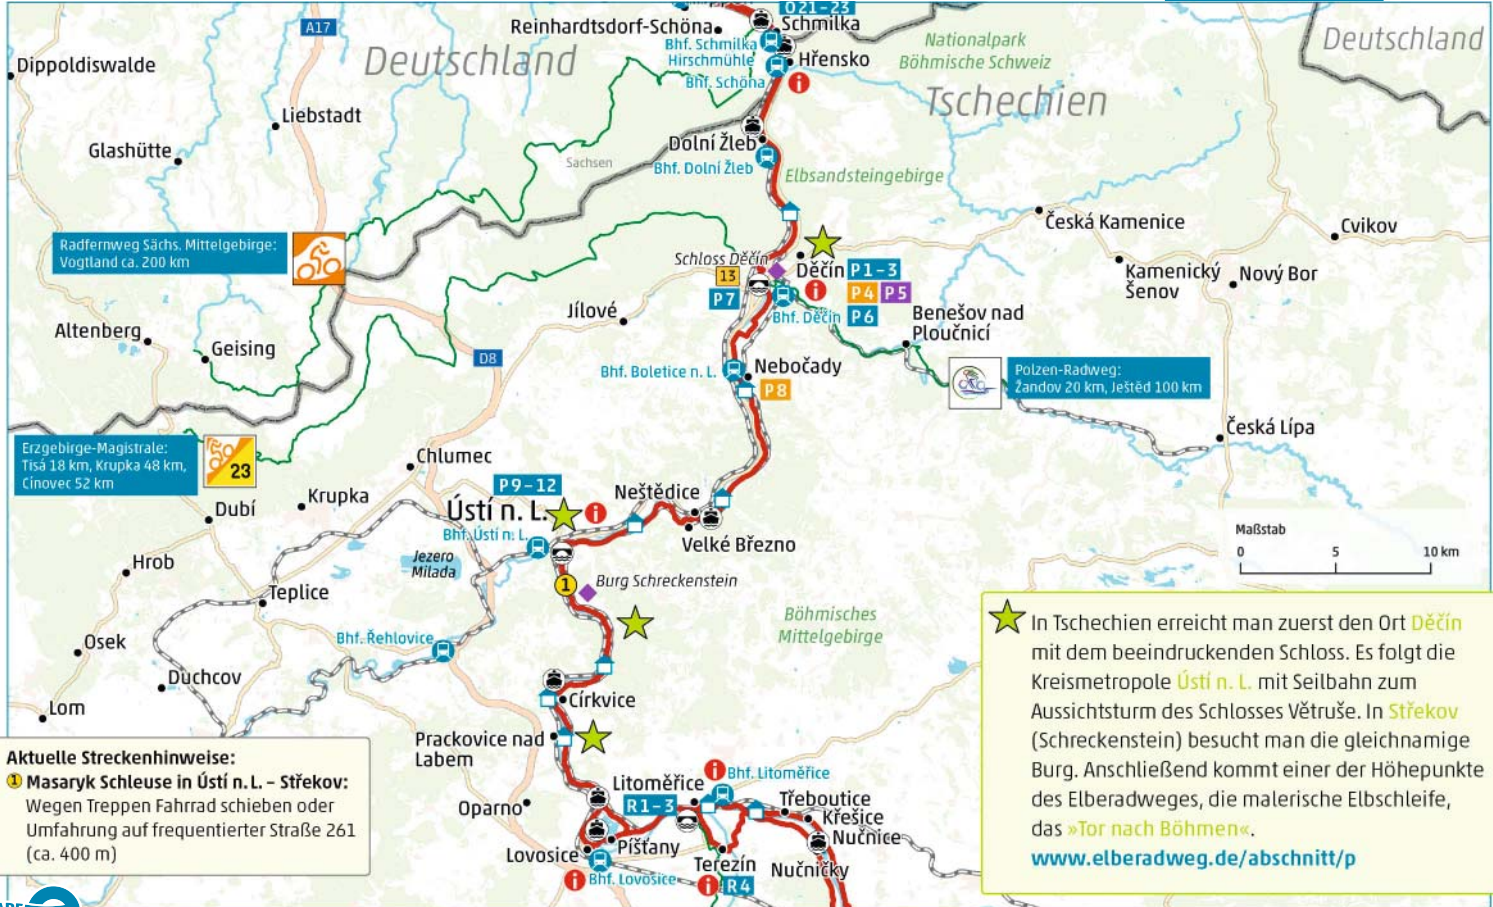 O21–23
Schmilka
Reinhardtsdorf-Schöna
Bhf. Schmilka
Hirschmühle
Hřensko
Bhf. Schöna
A17
Deutschland
Nationalpark
Böhmische Schweiz
Deutschland
Dippoldiswalde
Tschechien
Liebstadt
Glashütte
Dolní Žleb
Bhf. Dolní Žleb
Sachsen
Elbsandsteingebirge
Česká Kamenice
Cvikov
Radfernweg Sächs. Mittelgebirge:
Vogtland ca. 200 km
Schloss Děčín
13
P7
Děčín
P1–3
P4
P5
P6
Bhf. Děčín
Kamenický
Šenov
Nový Bor
Jílové
Benešov nad
Ploučnicí
Altenberg
Geising
D8
Bhf. Boletice n. L.
Nebočady
P8
Polzen-Radweg:
Žandov 20 km, Ještěd 100 km
Česká Lípa
Erzgebirge-Magistrale:
Tisá 18 km, Krupka 48 km,
Cínovec 52 km
23
Chlumec
Krupka
Dubí
P9–12
Ústí n. L.
Bhf. Ústí n. L.
Neštědice
Velké Březno
Hrob
Jezero
Milada
Teplice
1
Burg Schreckenstein
Böhmisches
Mittelgebirge
Maßstab
0 5 10 km
Osek
Bhf. Řehlovice
Duchcov
Lom
Církvice
Prackovice nad
Labem
Litoměřice
Bhf. Litoměřice
R1–3
Oparno
Třeboutice
Křešice
Nučnice
Lovosice
Píšťany
Bhf. Lovosice
Terezín
R4
Nučničky
Aktuelle Streckenhinweise:
1 Masaryk Schleuse in Ústí n. L. – Střekov:
Wegen Treppen Fahrrad schieben oder
Umfahrung auf frequentierter Straße 261
(ca. 400 m)
In Tschechien erreicht man zuerst den Ort Děčín
mit dem beeindruckenden Schloss. Es folgt die
Kreismetropole Ústí n. L. mit Seilbahn zum
Aussichtsturm des Schlosses Větruše. In Střekov
(Schreckenstein) besucht man die gleichnamige
Burg. Anschließend kommt einer der Höhepunkte
des Elberadweges, die malerische Elbschleife,
das »Tor nach Böhmen«.
www.elberadweg.de/abschnitt/p